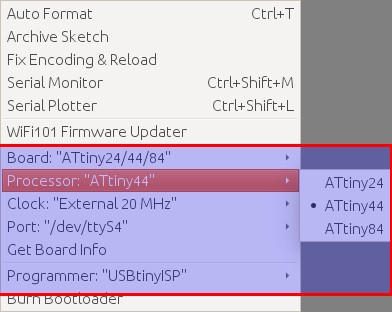 Auto Format Ctrl+T
Archive Sketch
Fix Encoding & Reload
Serial Monitor Ctrl+Shift+M
Serial Plotter Ctrl+Shift+L
WiFi101 Firmware Updater
Board: "ATtiny24/44/84"
Processor: "ATtiny44"
ATtiny24
Clock: "External 20 MHz"
ATtiny44
Port: "/dev/ttyS4"
ATtiny84
Get Board Info
Programmer: "USBtinyISP"
Burn Bootloader